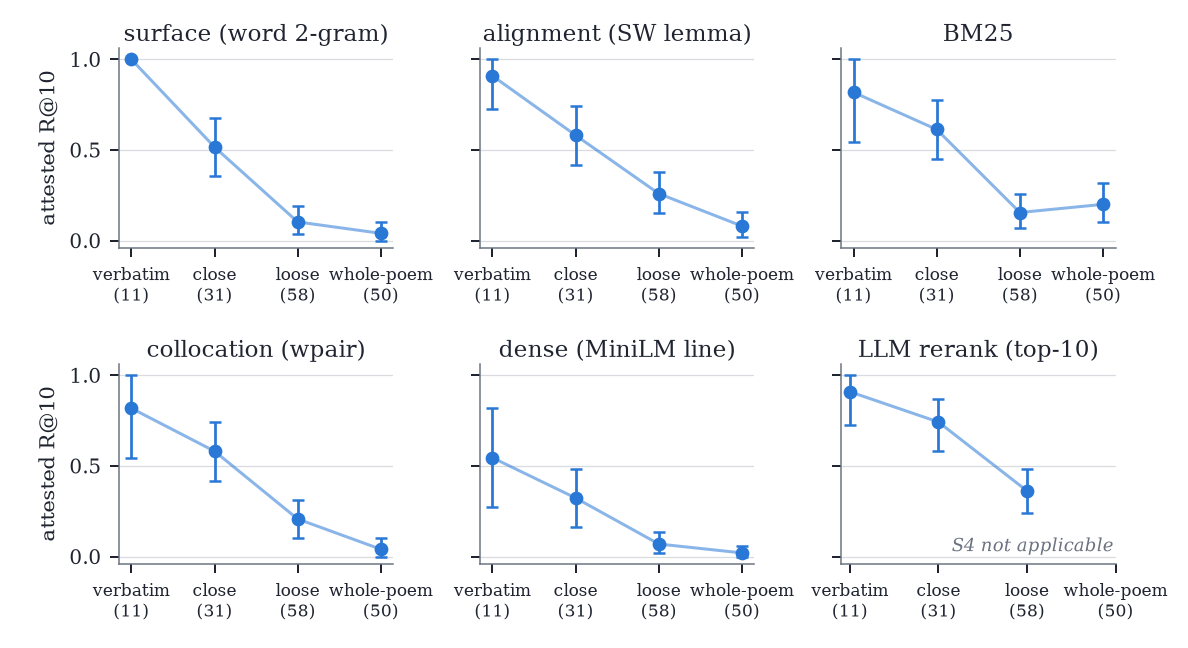 surface (word 2-gram)
attested R@10
1.0
0.5
0.0
verbatim close loose whole-poem
(11) (31) (58) (50)
alignment (SW lemma)
verbatim close loose whole-poem
(11) (31) (58) (50)
BM25
verbatim close loose whole-poem
(11) (31) (58) (50)
collocation (wpair)
attested R@10
1.0
0.5
0.0
verbatim close loose whole-poem
(11) (31) (58) (50)
dense (MiniLM line)
verbatim close loose whole-poem
(11) (31) (58) (50)
LLM rerank (top-10)
S4 not applicable
verbatim close loose whole-poem
(11) (31) (58) (50)